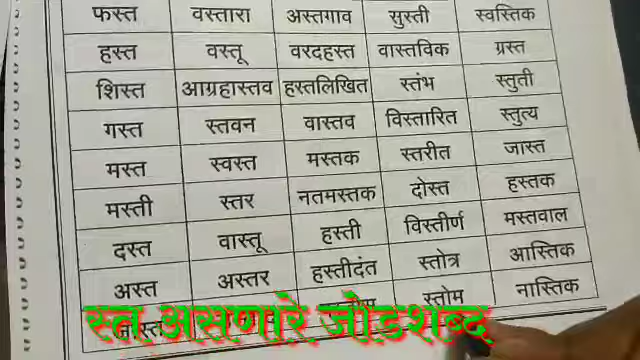 फस्त वस्तारा अस्तगाव सुस्ती स्वस्तिक
हस्त वस्तू वरदहस्त वास्तविक ग्रस्त
शिस्त आग्रहास्तव हस्तलिखित स्तंभ स्तुती
गस्त स्तवन वास्तव विस्तारित स्तुत्य
मस्त स्वस्त मस्तक स्तरीत जास्त
मस्ती स्तर नतमस्तक दोस्त हस्तक
दस्त वास्तू हस्ती विस्तीर्ण मस्तवाल
अस्त अस्तर हस्तीदंत स्तोत्र आस्तिक
स्तोम नास्तिक
स्त असणारे जोडशब्द